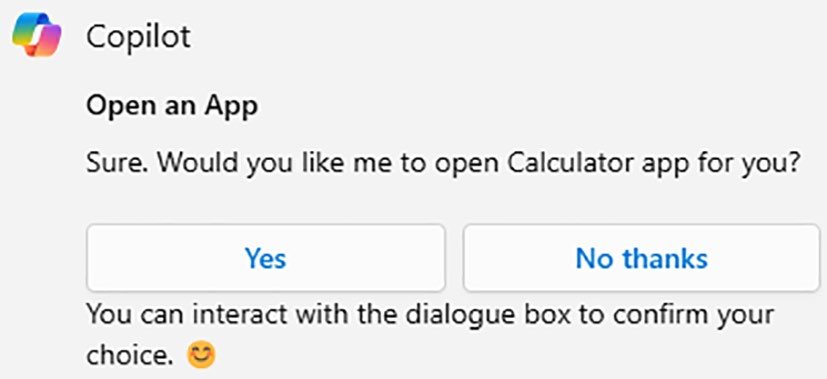 Copilot
Open an App
Sure. Would you like me to open Calculator app for you?
Yes
No thanks
You can interact with the dialogue box to confirm your
choice. 😊